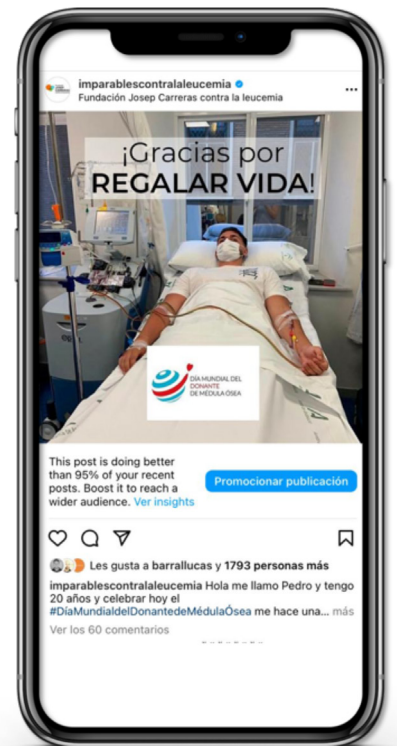 imparablescontralaleucemia
Fundación Josep Carreras contra la leucemia
¡Gracias por
REGALAR VIDA!
DÍA MUNDIAL DEL
DONANTE
DE MÉDULA ÓSEA
This post is doing better
than 95% of your recent
posts. Boost it to reach a
wider audience. Ver insights
Promocionar publicación
Les gusta a barrallucas y 1793 personas más
imparablescontralaleucemia Hola me llamo Pedro y tengo
20 años y celebrar hoy el
#DíaMundialdelDonantedeMédulaÓsea me hace una... más
Ver los 60 comentarios